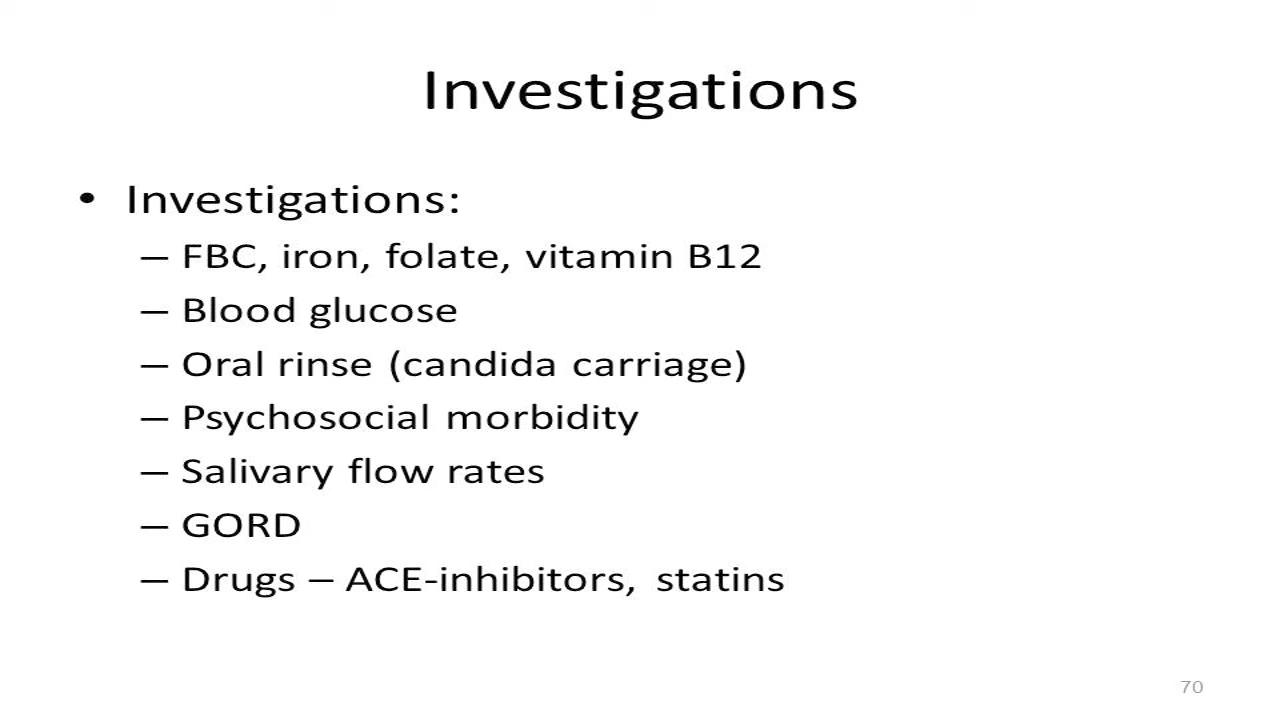 Investigations
• Investigations:
– FBC, iron, folate, vitamin B12
– Blood glucose
– Oral rinse (candida carriage)
– Psychosocial morbidity
– Salivary flow rates
– GORD
– Drugs – ACE-inhibitors, statins
70